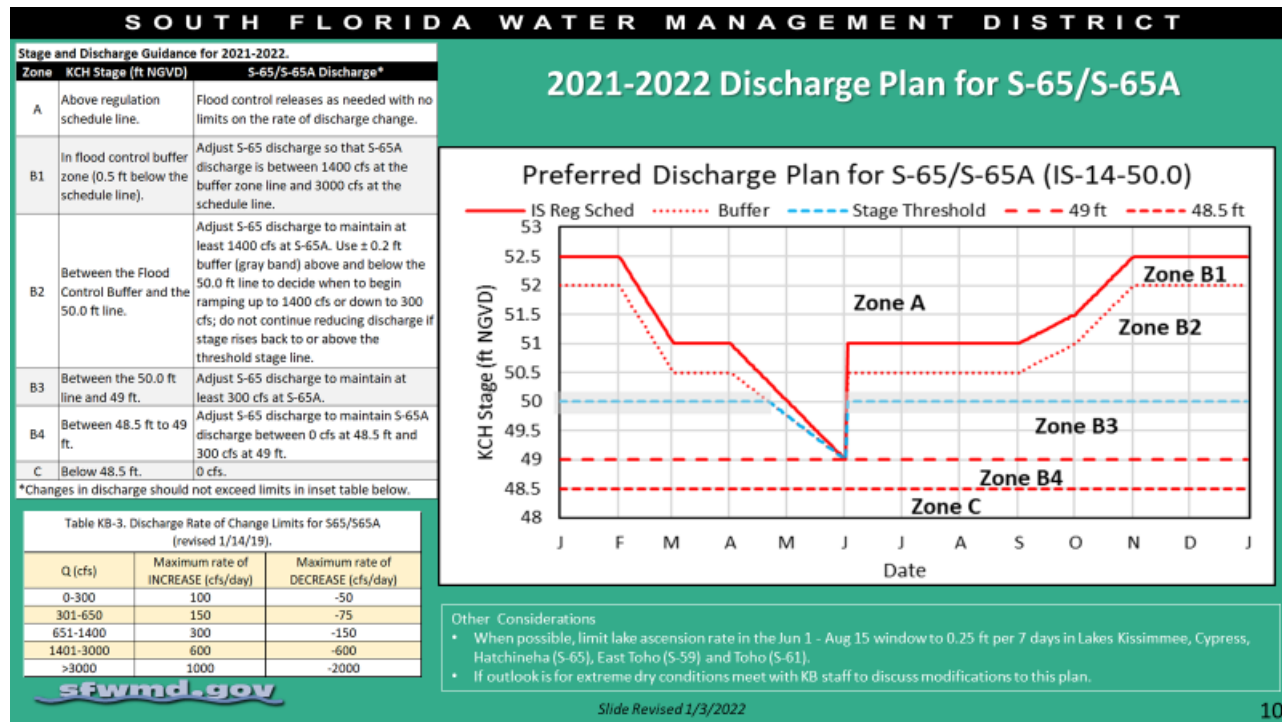 SOUTH FLORIDA WATER MANAGEMENT DISTRICT
Stage and Discharge Guidance for 2021-2022.
Zone KCH Stage (ft NGVD) S-65/S-65A Discharge*
A
Above regulation
schedule line.
Flood control releases as needed with no
limits on the rate of discharge change.
B1
In flood control buffer
zone (0.5 ft below the
schedule line).
Adjust S-65 discharge so that S-65A
discharge is between 1400 cfs at the
buffer zone line and 3000 cfs at the
schedule line.
B2
Between the Flood
Control Buffer and the
50.0 ft line.
Adjust S-65 discharge to maintain at
least 1400 cfs at S-65A. Use ± 0.2 ft
buffer (gray band) above and below the
50.0 ft line to decide when to begin
ramping up to 1400 cfs or down to 300
cfs; do not continue reducing discharge if
stage rises back to or above the
threshold stage line.
B3
Between the 50.0 ft
line and 49 ft.
Adjust S-65 discharge to maintain at
least 300 cfs at S-65A.
B4
Between 48.5 ft to 49
ft.
Adjust S-65 discharge to maintain S-65A
discharge between 0 cfs at 48.5 ft and
300 cfs at 49 ft.
C Below 48.5 ft. 0 cfs.
*Changes in discharge should not exceed limits in inset table below.
Table KB-3. Discharge Rate of Change Limits for S65/S65A
(revised 1/14/19).
Q (cfs) Maximum rate of INCREASE (cfs/day) Maximum rate of DECREASE (cfs/day)
0-300 100 -50
301-650 150 -75
651-1400 300 -150
1401-3000 600 -600
>3000 1000 -2000
sfwmd.gov
2021-2022 Discharge Plan for S-65/S-65A
Preferred Discharge Plan for S-65/S-65A (IS-14-50.0)
IS Reg Sched Buffer Stage Threshold 49 ft 48.5 ft
KCH Stage (ft NGVD)
53
52.5
52
51.5
51
50.5
50
49.5
49
48.5
48
Zone A
Zone B1
Zone B2
Zone B3
Zone B4
Zone C
J F M A M J J A S O N D J
Date
Other Considerations
• When possible, limit lake ascension rate in the Jun 1 - Aug 15 window to 0.25 ft per 7 days in Lakes Kissimmee, Cypress,
Hatchineha (S-65), East Toho (S-59) and Toho (S-61).
• If outlook is for extreme dry conditions meet with KB staff to discuss modifications to this plan.
Slide Revised 1/3/2022
10